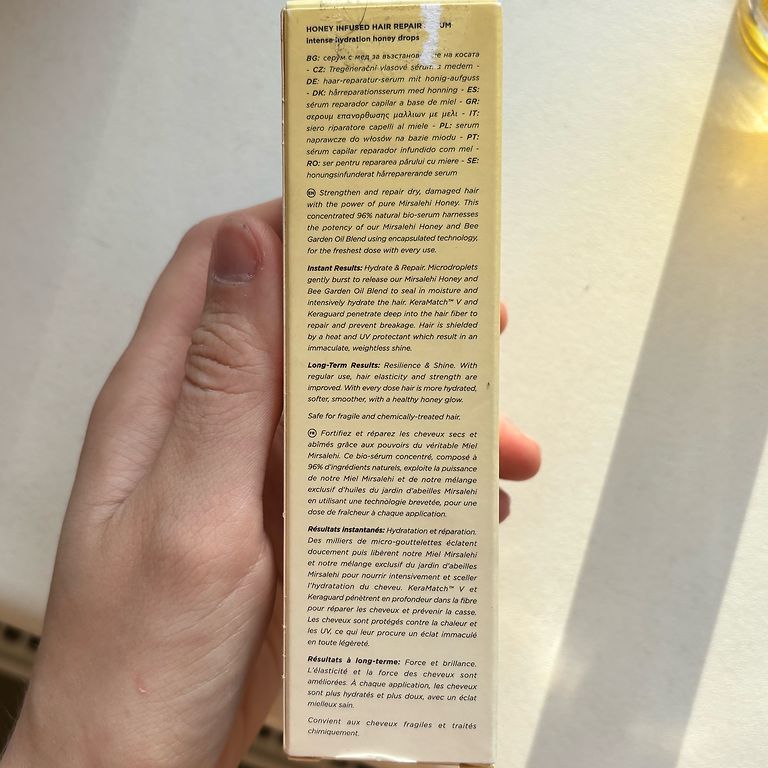 HONEY INFUSED HAIR REPAIR
Intense hydration honey drops
BG: серум с мед за на косата
- CZ: Tregenerační vlasové sérum s medem -
DE: haar-reparatur-serum mit honig-aufguss
- DK: hårreparationsserum med honning - ES:
sérum reparador capilar a base de miel - GR:
σερουμ επανορθωσης μαλλιων με μελι - IT:
siero riparatore capelli al miele - PL: serum
naprawcze do włosów na bazie miodu - PT:
sérum capilar reparador infundido com mel -
RO: ser pentru repararea părului cu miere - SE:
honungsinfunderat hårreparerande serum
EN Strengthen and repair dry, damaged hair
with the power of pure Mirsalehi Honey. This
concentrated 96% natural bio-serum harnesses
the potency of our Mirsalehi Honey and Bee
Garden Oil Blend using encapsulated technology,
for the freshest dose with every use.
Instant Results: Hydrate & Repair. Microdroplets
gently burst to release our Mirsalehi Honey and
Bee Garden Oil Blend to seal in moisture and
intensively hydrate the hair. KeraMatch™ V and
Keraguard penetrate deep into the hair fiber to
repair and prevent breakage. Hair is shielded
by a heat and UV protectant which result in an
immaculate, weightless shine.
Long-Term Results: Resilience & Shine. With
regular use, hair elasticity and strength are
improved. With every dose hair is more hydrated,
softer, smoother, with a healthy honey glow.
Safe for fragile and chemically-treated hair.
FR Fortifiez et réparez les cheveux secs et
abîmés grâce aux pouvoirs du véritable Miel
Mirsalehi. Ce bio-sérum concentré, composé à
96% d'ingrédients naturels, exploite la puissance
de notre Miel Mirsalehi et de notre mélange
exclusif d'huiles du jardin d'abeilles Mirsalehi
en utilisant une technologie brevetée, pour une
dose de fraîcheur à chaque application.
Résultats instantanés: Hydratation et réparation.
Des milliers de micro-gouttelettes éclatent
doucement puis libèrent notre Miel Mirsalehi
et notre mélange exclusif du jardin d'abeilles
Mirsalehi pour nourrir intensivement et sceller
l'hydratation du cheveu. KeraMatch™ V et
Keraguard pénètrent en profondeur dans la fibre
pour réparer les cheveux et prévenir la casse.
Les cheveux sont protégés contre la chaleur et
les UV, ce qui leur procure un éclat immaculé
en toute légèreté.
Résultats à long-terme: Force et brillance.
L'élasticité et la force des cheveux sont
améliorées. À chaque application, les cheveux
sont plus hydratés et plus doux, avec un éclat
mielleux sain.
Convient aux cheveux fragiles et traités
chimiquement.